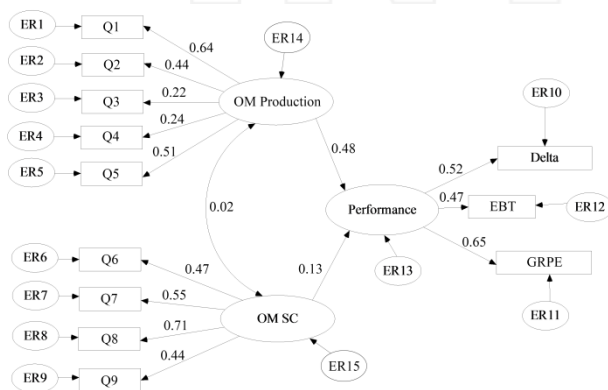 ER1 Q1
ER2 Q2
ER3 Q3
ER4 Q4
ER5 Q5
0.64
0.44
0.22
0.24
0.51
ER14
OM Production
0.48
0.02
ER10
Delta
0.52
Performance
0.47
EBT
ER12
0.65
GRPE
ER13
ER11
ER6 Q6
ER7 Q7
ER8 Q8
ER9 Q9
0.47
0.55
0.71
0.44
0.13
OM SC
ER15